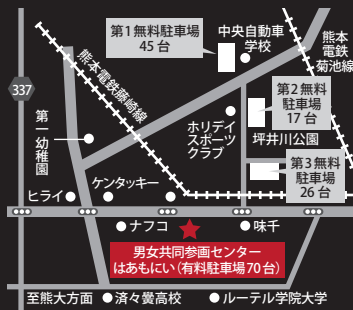 第1無料駐車場
45台
中央自動車
学校
熊本
電鉄
菊池線
熊本電鉄藤崎線
337
第一幼稚園
第2無料
駐車場
17台
ホリデイ
スポーツ
クラブ
坪井川公園
第3無料
駐車場
26台
ヒライ
ケンタッキー
ナフコ
味千
男女共同参画センター
はあもにい(有料駐車場70台)
至熊大方面
済々黌高校
ルーテル学院大学